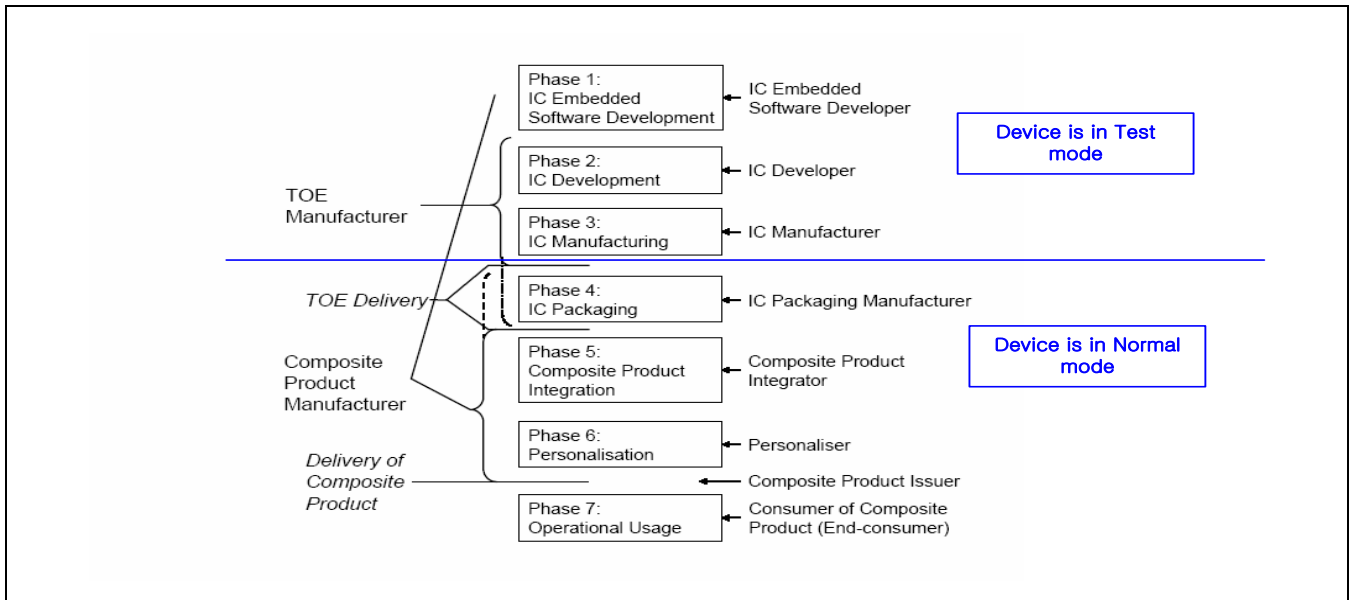 Phase 1:
IC Embedded
Software Development
IC Embedded
Software Developer
Device is in Test
mode
Phase 2:
IC Development
IC Developer
TOE
Manufacturer
Phase 3:
IC Manufacturing
IC Manufacturer
TOE Delivery
Phase 4:
IC Packaging
IC Packaging Manufacturer
Device is in Normal
mode
Composite
Product
Manufacturer
Phase 5:
Composite Product
Integration
Composite Product
Integrator
Phase 6:
Personalisation
Personaliser
Delivery of
Composite
Product
Composite Product Issuer
Phase 7:
Operational Usage
Consumer of Composite
Product (End-consumer)